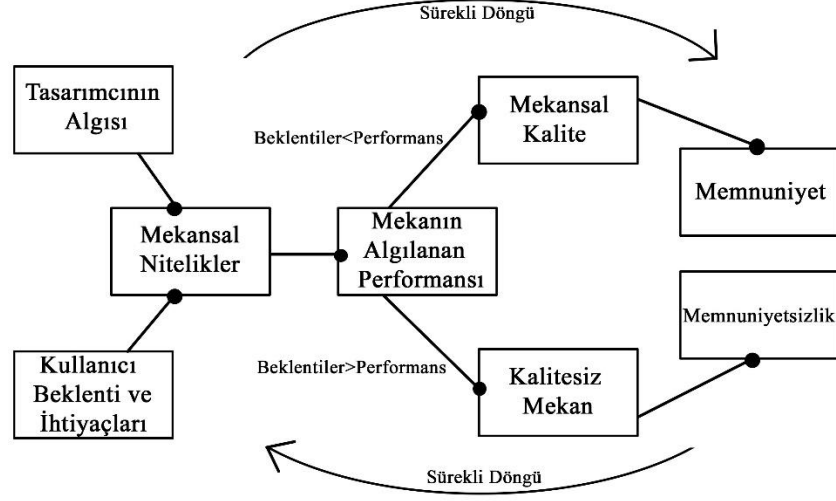 Sürekli Döngü
Tasarımcının
Algısı
Mekansal
Kalite
Beklentiler<Performans
Memnuniyet
Mekansal
Nitelikler
Mekanın
Algılanan
Performansı
Memnuniyetsizlik
Kullanıcı
Beklenti ve
İhtiyaçları
Beklentiler>Performans
Kalitesiz
Mekan
Sürekli Döngü